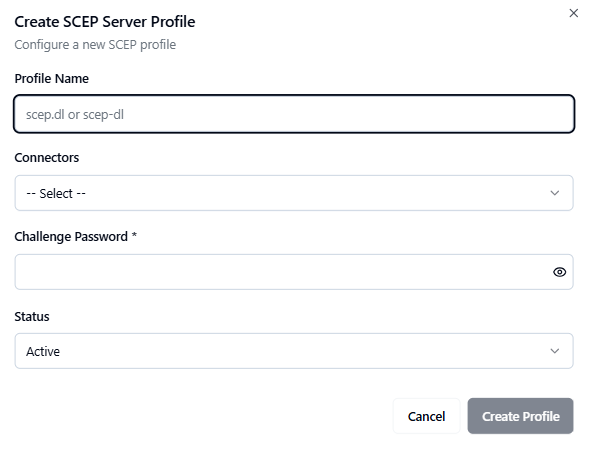 Create SCEP Server Profile
Configure a new SCEP profile
Profile Name
scep.dl or scep-dl
Connectors
-- Select --
Challenge Password *
Status
Active
Cancel
Create Profile